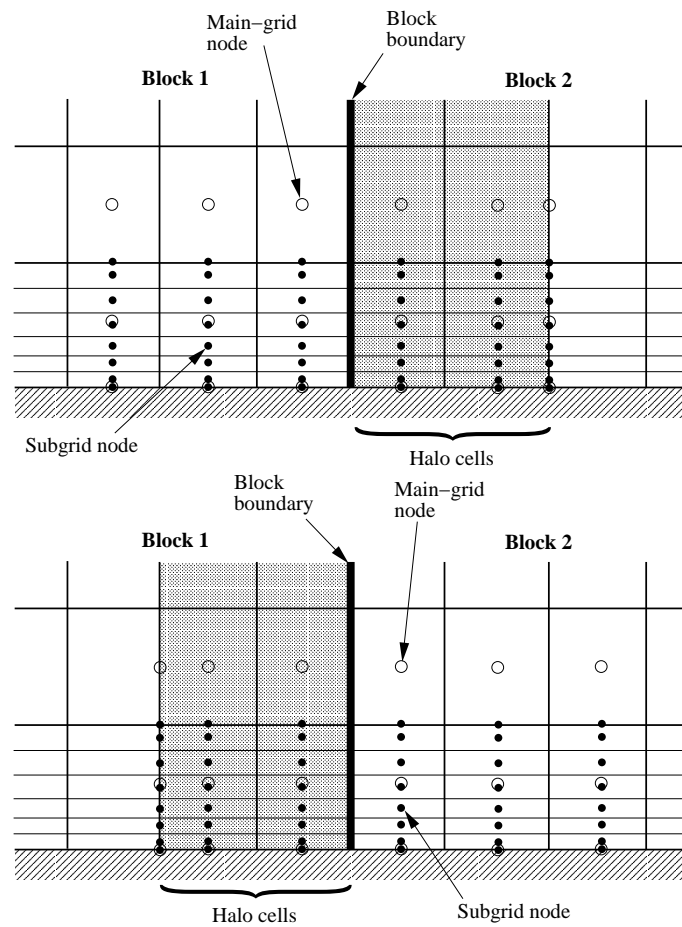 Main−grid
node
Block
boundary
Block 1
Block 2
Subgrid node
Halo cells
Block
boundary
Main−grid
node
Block 1
Block 2
Halo cells
Subgrid node